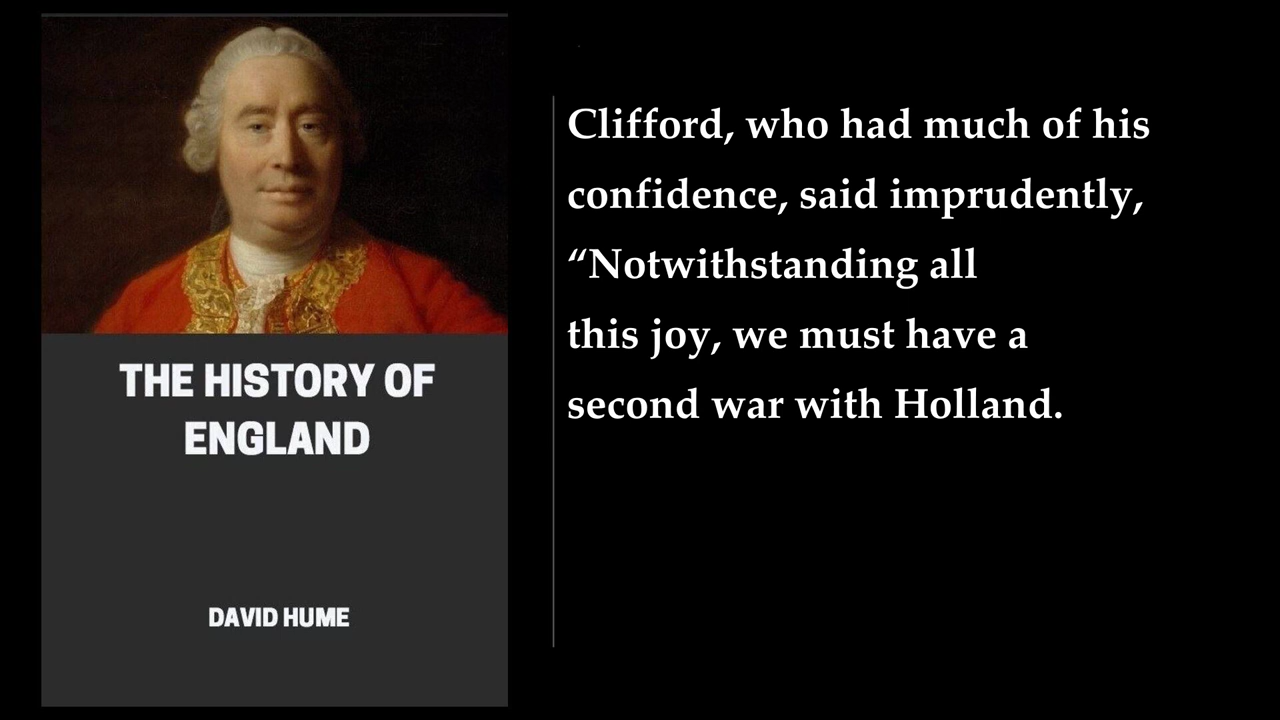 THE HISTORY OF
ENGLAND
DAVID HUME
Clifford, who had much of his
confidence, said imprudently,
“Notwithstanding all
this joy, we must have a
second war with Holland.